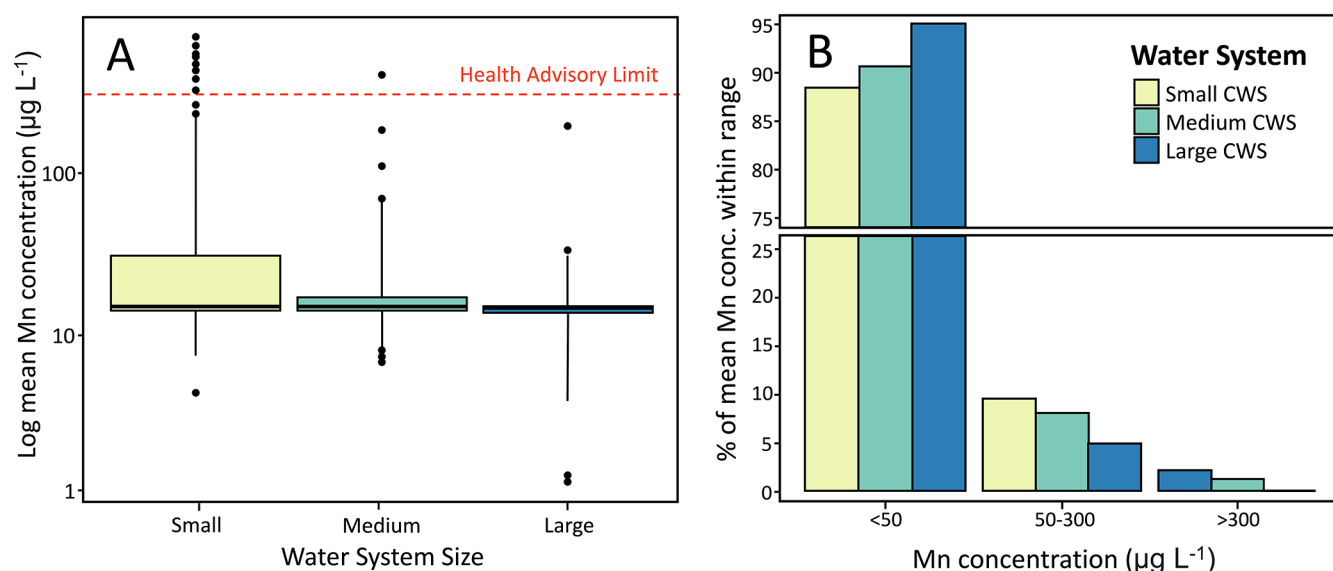 A
Health Advisory Limit
Log mean Mn concentration (µg L⁻¹)
100
10
1
Small Medium Large
Water System Size
B
Water System
Small CWS
Medium CWS
Large CWS
% of mean Mn conc. within range
95
90
85
80
75
25
20
15
10
5
0
<50 50-300 >300
Mn concentration (µg L⁻¹)